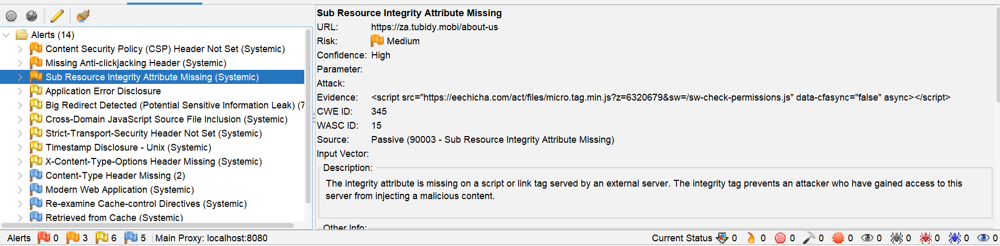 Alerts (14)
Content Security Policy (CSP) Header Not Set (Systemic)
Missing Anti-clickjacking Header (Systemic)
Sub Resource Integrity Attribute Missing (Systemic)
Application Error Disclosure
Big Redirect Detected (Potential Sensitive Information Leak) (7
Cross-Domain JavaScript Source File Inclusion (Systemic)
Strict-Transport-Security Header Not Set (Systemic)
Timestamp Disclosure - Unix (Systemic)
X-Content-Type-Options Header Missing (Systemic)
Content-Type Header Missing (2)
Modern Web Application (Systemic)
Re-examine Cache-control Directives (Systemic)
Retrieved from Cache (Systemic)
Sub Resource Integrity Attribute Missing
URL: https://za.tubidy.mobi/about-us
Risk: Medium
Confidence: High
Parameter:
Attack:
Evidence: <script src="https://eechicha.com/act/files/micro.tag.min.js?z=6320679&sw=/sw-check-permissions.js" data-cfasync="false" async></script>
CWE ID: 345
WASC ID: 15
Source: Passive (90003 - Sub Resource Integrity Attribute Missing)
Input Vector:
Description:
The integrity attribute is missing on a script or link tag served by an external server. The integrity tag prevents an attacker who have gained access to this
server from injecting a malicious content.
Other Info:
Alerts 0 3 6 5 Main Proxy: localhost:8080
Current Status 0 0 0 0 0 0 0 0 0 0